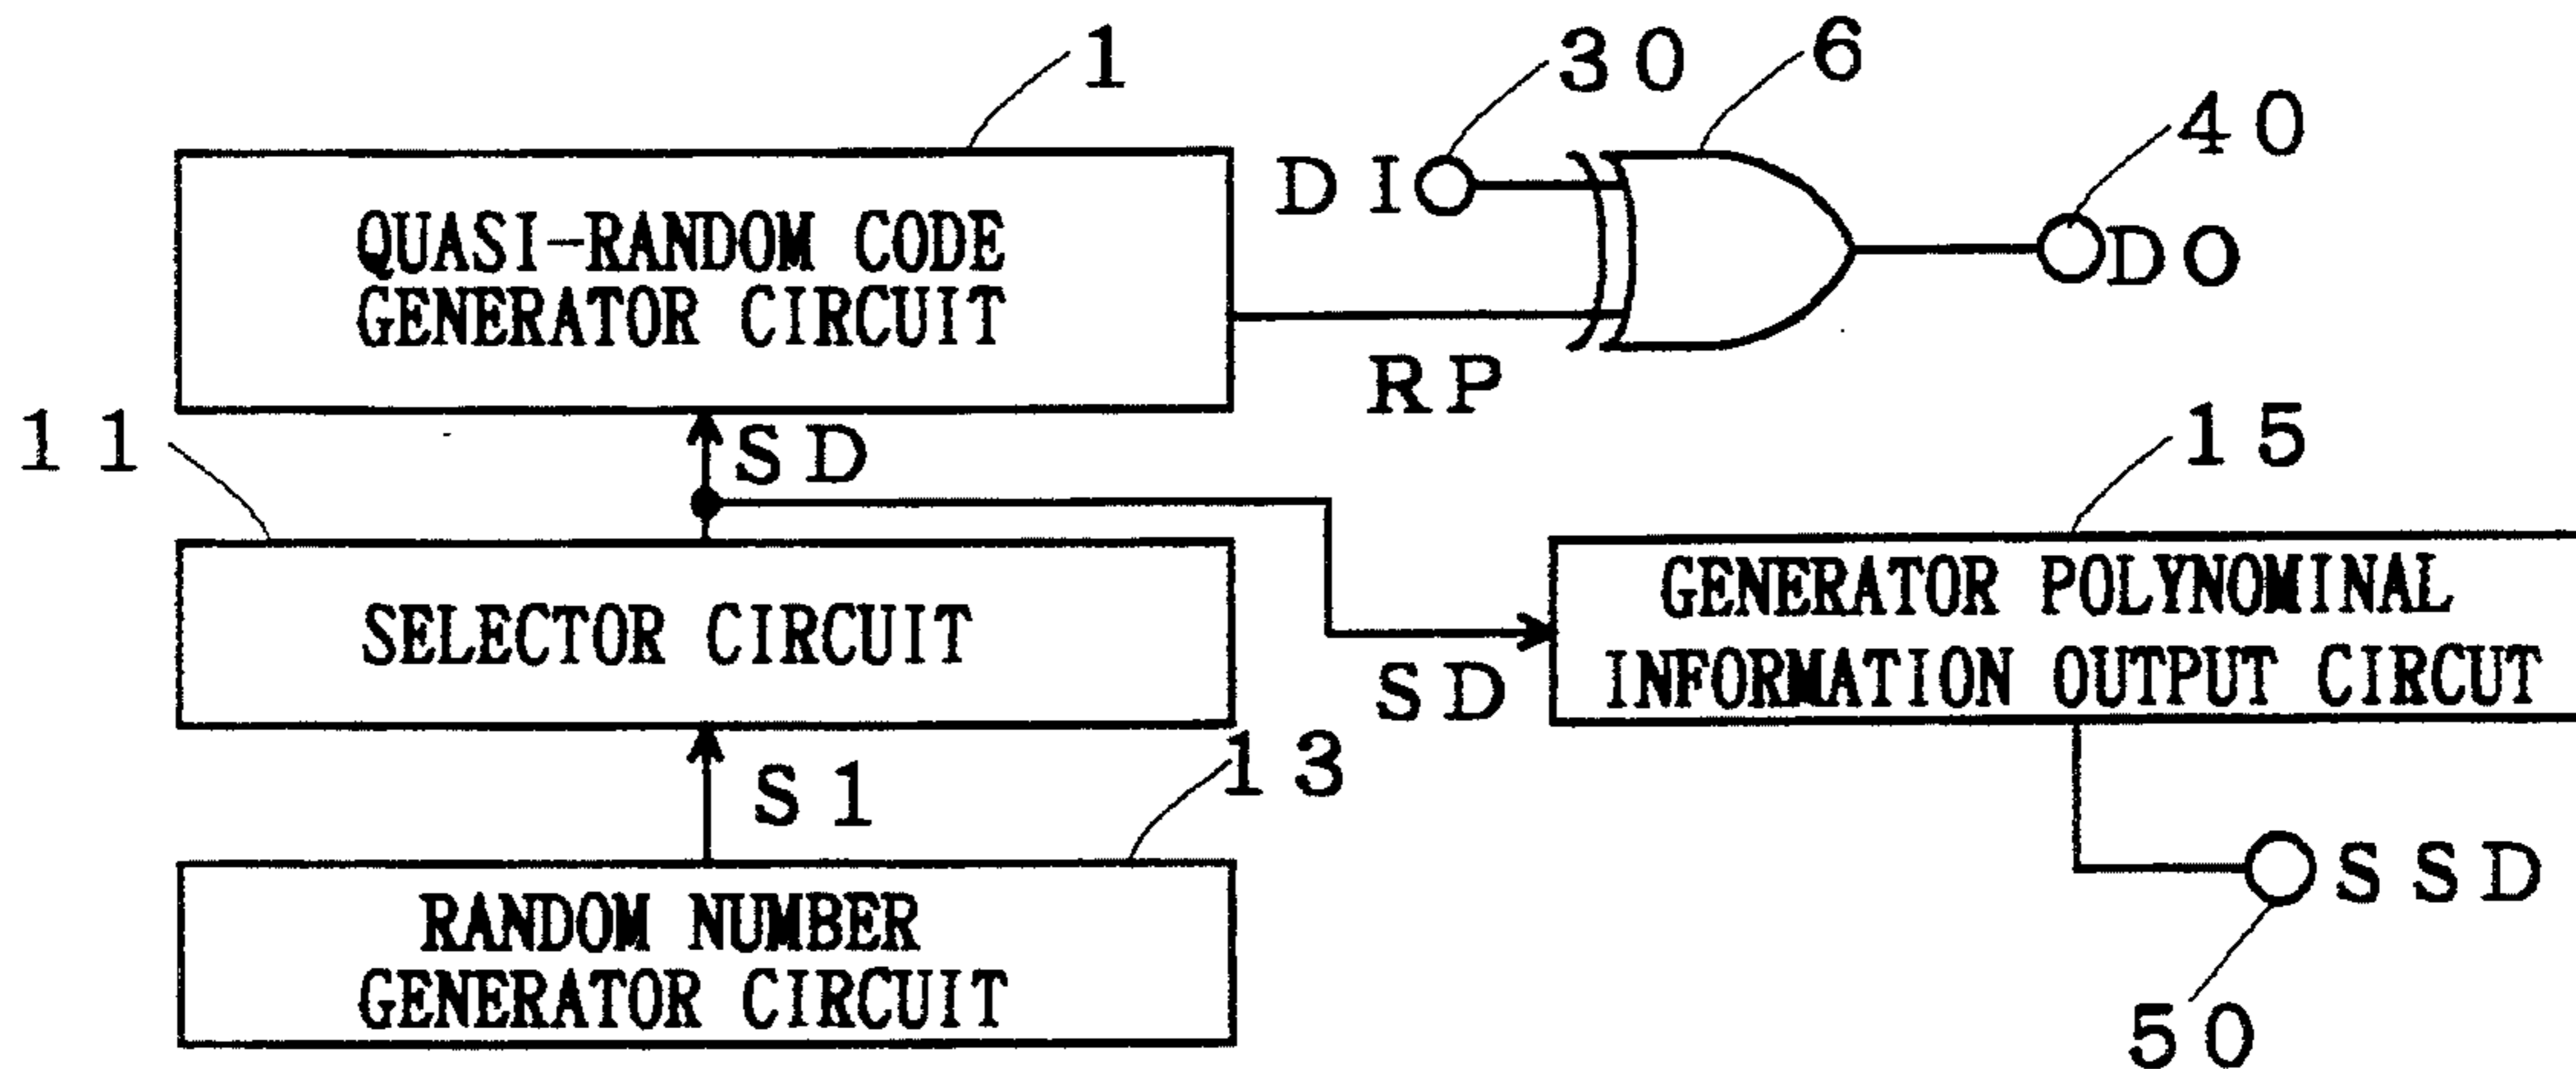 1
30
6
40
DI
DO
QUASI-RANDOM CODE
GENERATOR CIRCUIT
RP
11
SD
15
SELECTOR CIRCUIT
SD
GENERATOR POLYNOMINAL
INFORMATION OUTPUT CIRCUT
S1
13
RANDOM NUMBER
GENERATOR CIRCUIT
SSD
50